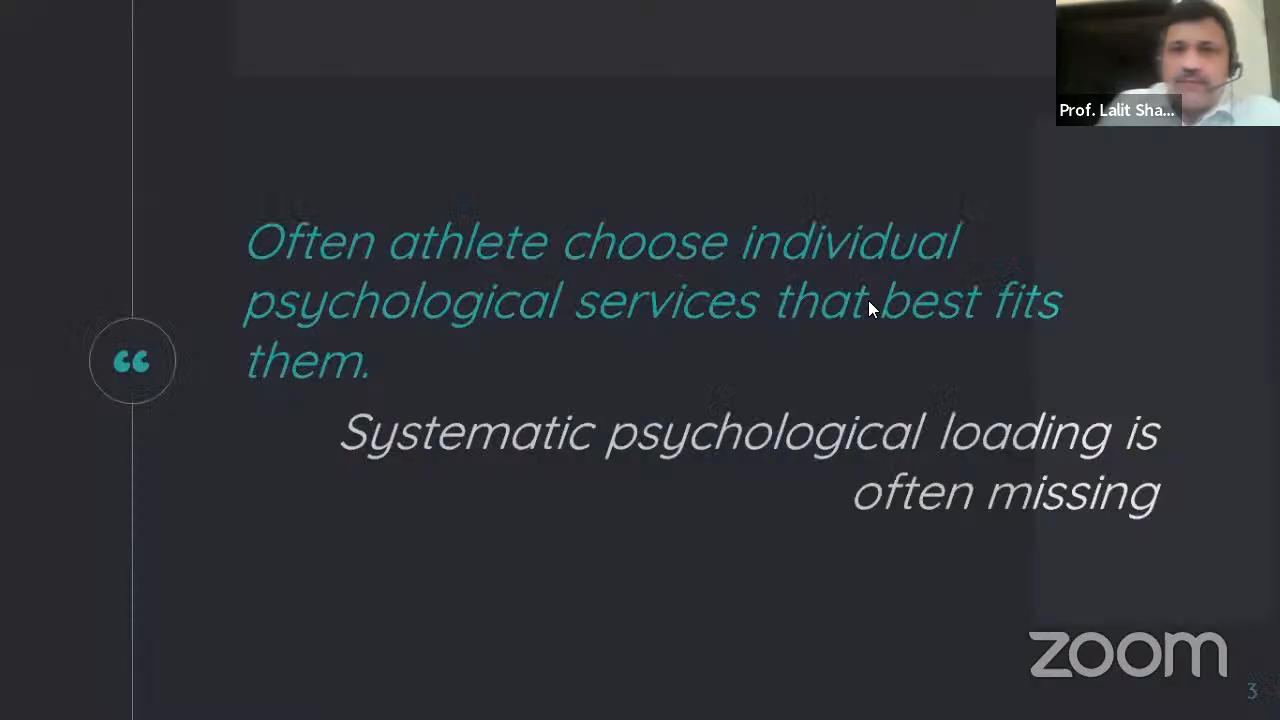 Prof. Lalit Sha...
Often athlete choose individual
psychological services that best fits
them.
“
Systematic psychological loading is
often missing
zoom
3